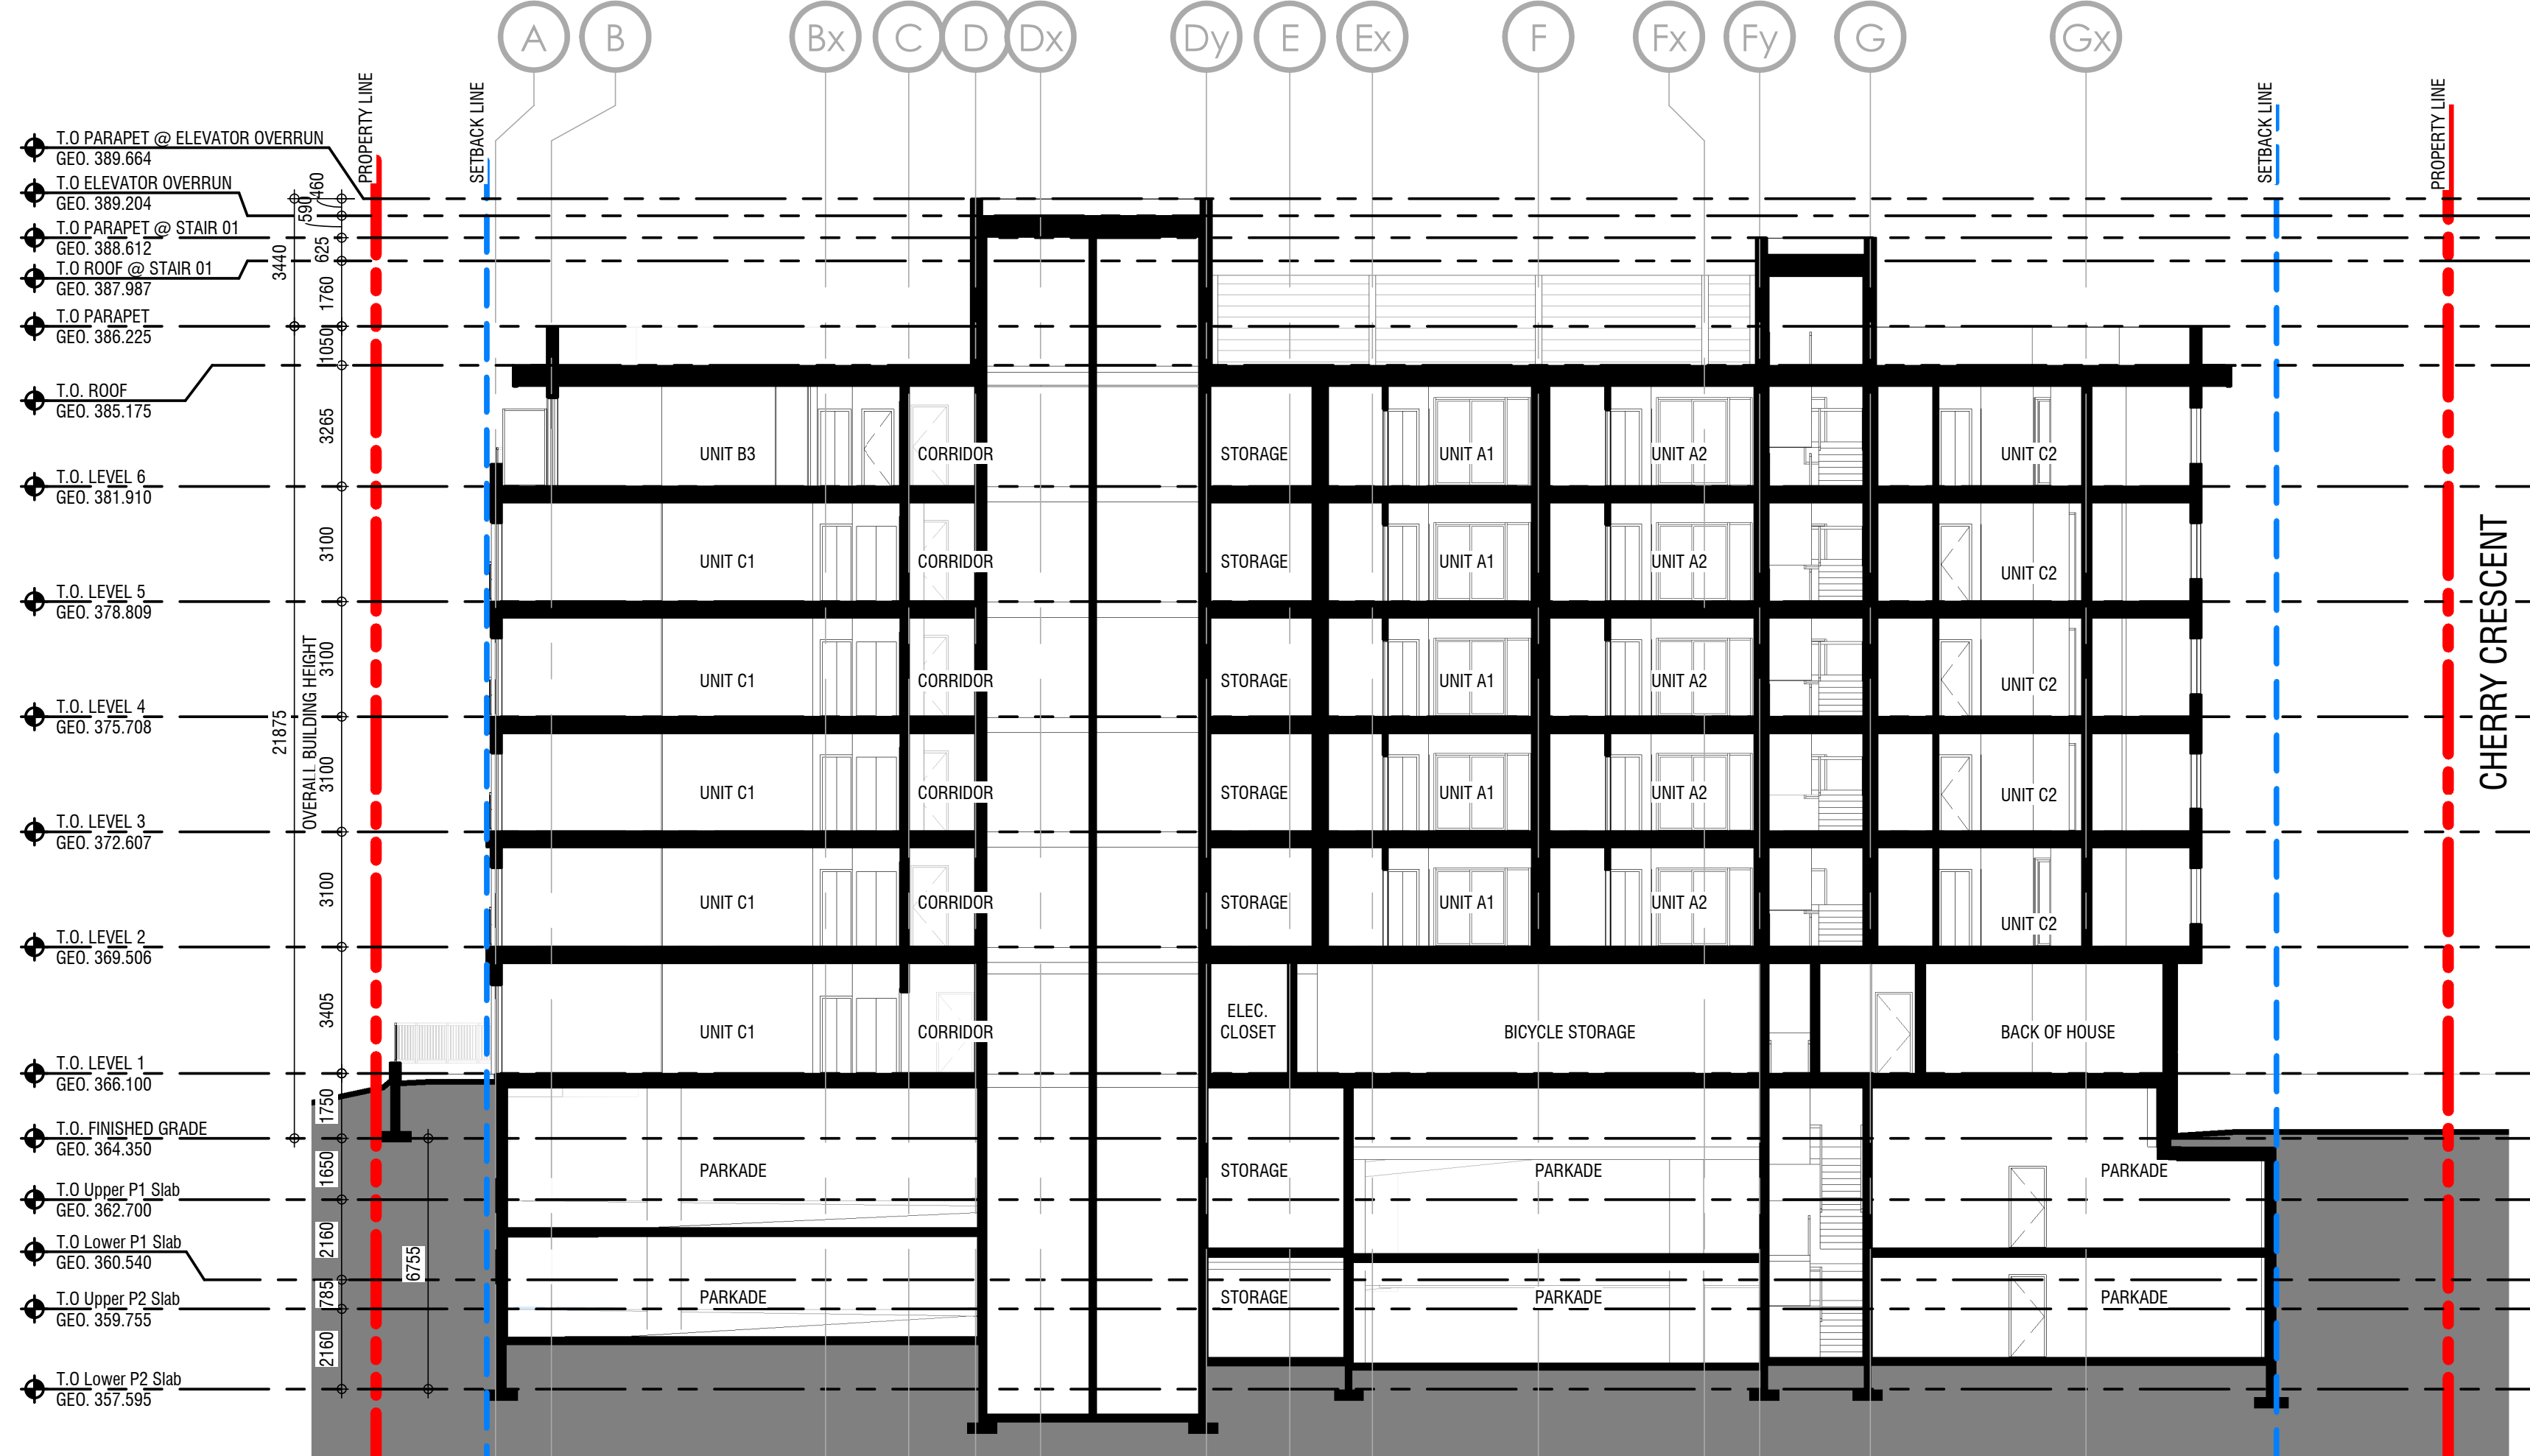 A B Bx C D Dx Dy E Ex F Fx Fy G Gx
PROPERTY LINE
SETBACK LINE
SETBACK LINE
PROPERTY LINE
T.O PARAPET @ ELEVATOR OVERRUN
GEO. 389.664
T.O ELEVATOR OVERRUN
GEO. 389.204
T.O PARAPET @ STAIR 01
GEO. 388.612
T.O ROOF @ STAIR 01
GEO. 387.987
T.O PARAPET
GEO. 386.225
T.O. ROOF
GEO. 385.175
T.O. LEVEL 6
GEO. 381.910
T.O. LEVEL 5
GEO. 378.809
T.O. LEVEL 4
GEO. 375.708
T.O. LEVEL 3
GEO. 372.607
T.O. LEVEL 2
GEO. 369.506
T.O. LEVEL 1
GEO. 366.100
T.O. FINISHED GRADE
GEO. 364.350
T.O Upper P1 Slab
GEO. 362.700
T.O Lower P1 Slab
GEO. 360.540
T.O Upper P2 Slab
GEO. 359.755
T.O Lower P2 Slab
GEO. 357.595
3440
21875
OVERALL BUILDING HEIGHT
460
590
625
1760
1050
3265
3100
3100
3100
3100
3405
1750
1650
2160
785
2160
6755
UNIT B3 CORRIDOR STORAGE UNIT A1 UNIT A2 UNIT C2
UNIT C1 CORRIDOR STORAGE UNIT A1 UNIT A2 UNIT C2
UNIT C1 CORRIDOR STORAGE UNIT A1 UNIT A2 UNIT C2
UNIT C1 CORRIDOR STORAGE UNIT A1 UNIT A2 UNIT C2
UNIT C1 CORRIDOR STORAGE UNIT A1 UNIT A2 UNIT C2
ELEC.
UNIT C1 CORRIDOR CLOSET BICYCLE STORAGE BACK OF HOUSE
PARKADE STORAGE PARKADE PARKADE
PARKADE STORAGE PARKADE PARKADE
CHERRY CRESCENT